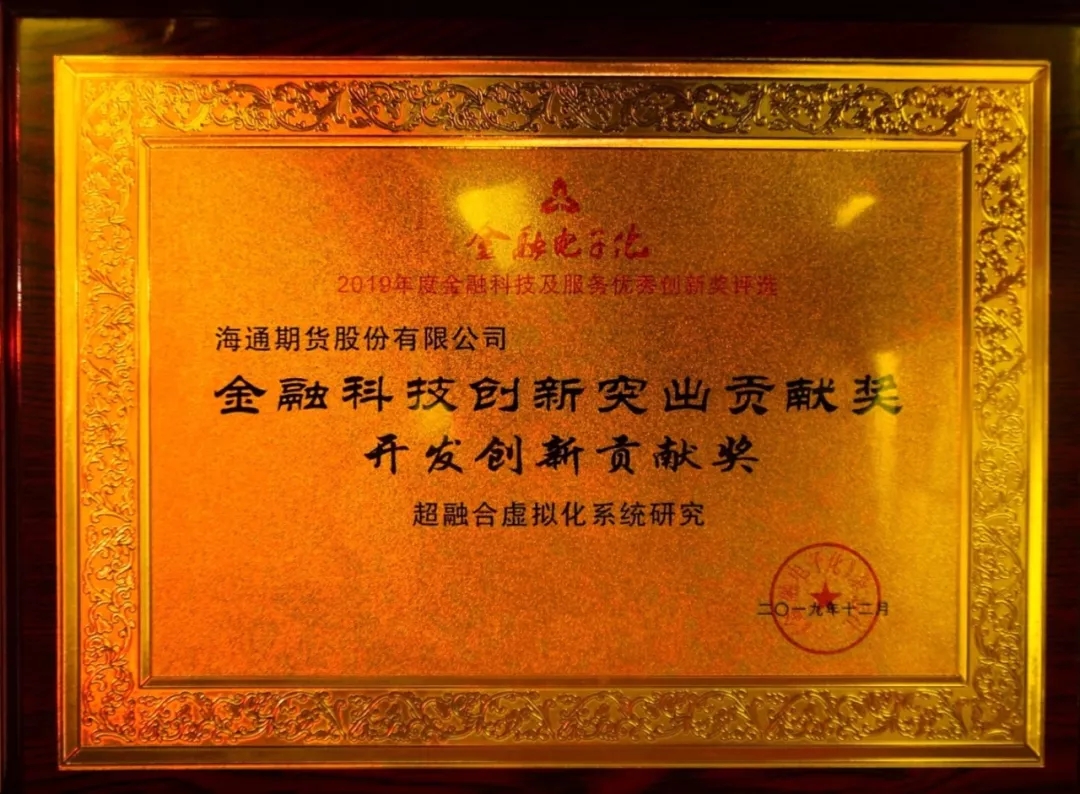 金融电子化
2019年度金融科技及服务优秀创新奖评选
海通期货股份有限公司
金融科技创新突出贡献奖
开发创新贡献奖
超融合虚拟化系统研究
二〇一九年十二月